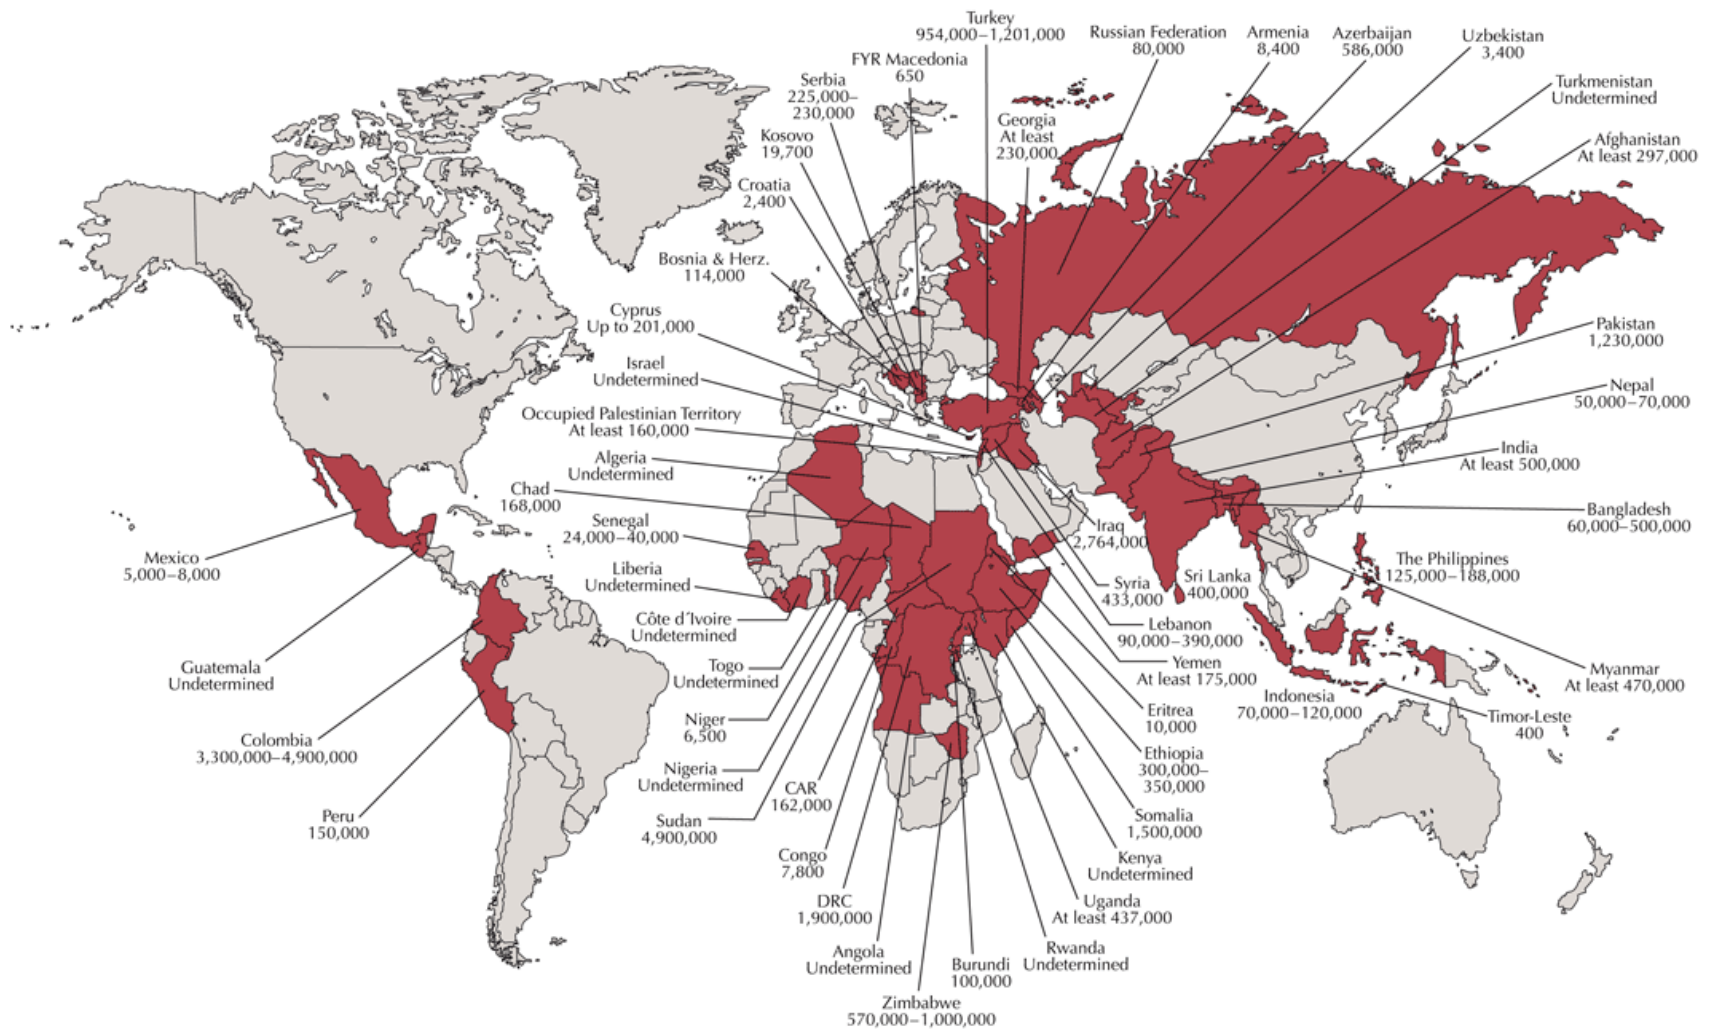 Turkey
954,000–1,201,000
Russian Federation
80,000
Armenia
8,400
Azerbaijan
586,000
Uzbekistan
3,400
FYR Macedonia
650
Serbia
225,000–
230,000
Turkmenistan
Undetermined
Georgia
At least
230,000
Kosovo
19,700
Afghanistan
At least 297,000
Croatia
2,400
Bosnia & Herz.
114,000
Cyprus
Up to 201,000
Pakistan
1,230,000
Israel
Undetermined
Nepal
50,000–70,000
Occupied Palestinian Territory
At least 160,000
India
At least 500,000
Algeria
Undetermined
Chad
168,000
Bangladesh
60,000–500,000
Senegal
24,000–40,000
Iraq
2,764,000
Mexico
5,000–8,000
The Philippines
125,000–188,000
Liberia
Undetermined
Syria
433,000
Sri Lanka
400,000
Côte d´Ivoire
Undetermined
Lebanon
90,000–390,000
Guatemala
Undetermined
Togo
Undetermined
Yemen
At least 175,000
Myanmar
At least 470,000
Indonesia
70,000–120,000
Eritrea
10,000
Timor-Leste
400
Niger
6,500
Colombia
3,300,000–4,900,000
Ethiopia
300,000–
350,000
Nigeria
Undetermined
CAR
162,000
Peru
150,000
Sudan
4,900,000
Somalia
1,500,000
Congo
7,800
Kenya
Undetermined
DRC
1,900,000
Uganda
At least 437,000
Angola
Undetermined
Rwanda
Undetermined
Burundi
100,000
Zimbabwe
570,000–1,000,000